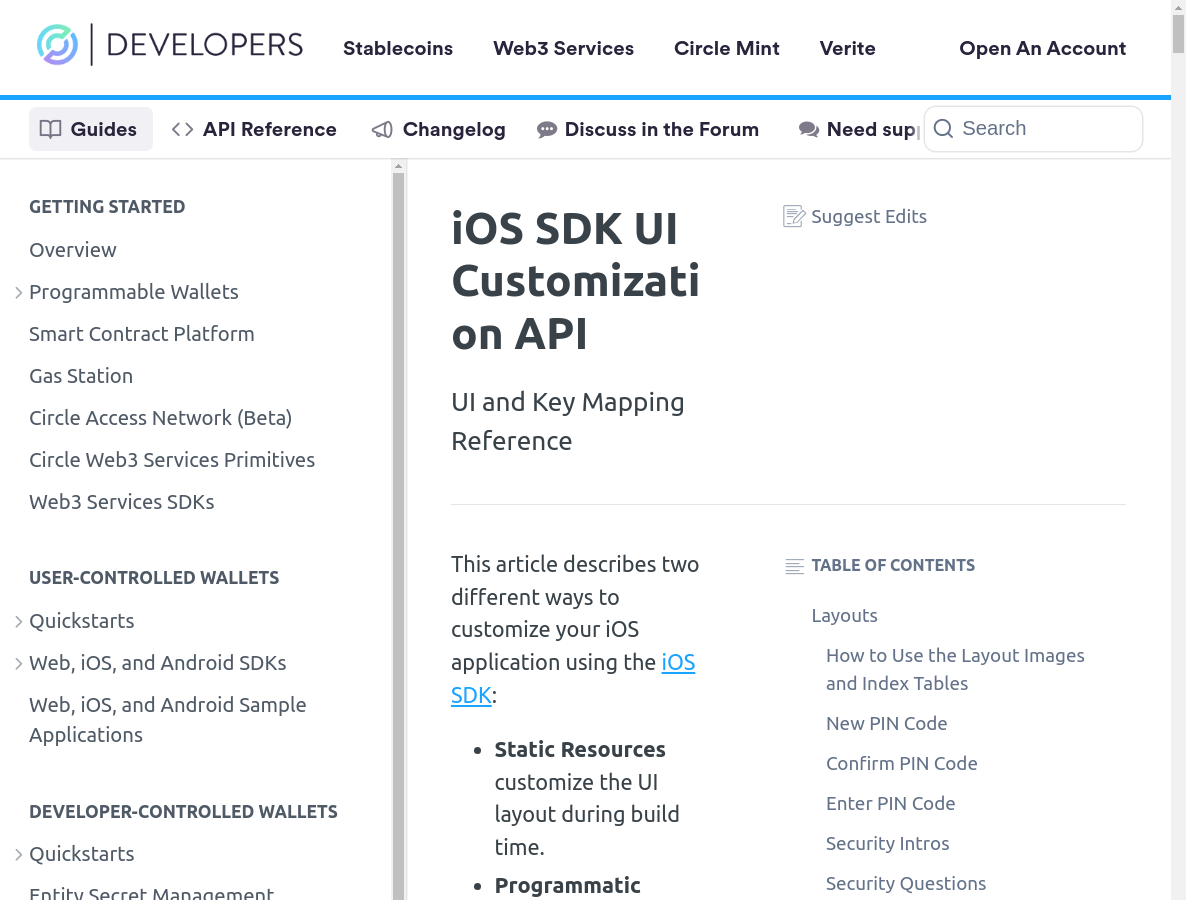 DEVELOPERS
Stablecoins
Web3 Services
Circle Mint
Verite
Open An Account
Guides
API Reference
Changelog
Discuss in the Forum
Need sup
Search
GETTING STARTED
Overview
Programmable Wallets
Smart Contract Platform
Gas Station
Circle Access Network (Beta)
Circle Web3 Services Primitives
Web3 Services SDKs
USER-CONTROLLED WALLETS
Quickstarts
Web, iOS, and Android SDKs
Web, iOS, and Android Sample
Applications
DEVELOPER-CONTROLLED WALLETS
Quickstarts
Entity Secret Management
iOS SDK UI
Customizati
on API
UI and Key Mapping
Reference
Suggest Edits
This article describes two
different ways to
customize your iOS
application using the iOS
SDK:
• Static Resources
customize the UI
layout during build
time.
• Programmatic
TABLE OF CONTENTS
Layouts
How to Use the Layout Images
and Index Tables
New PIN Code
Confirm PIN Code
Enter PIN Code
Security Intros
Security Questions